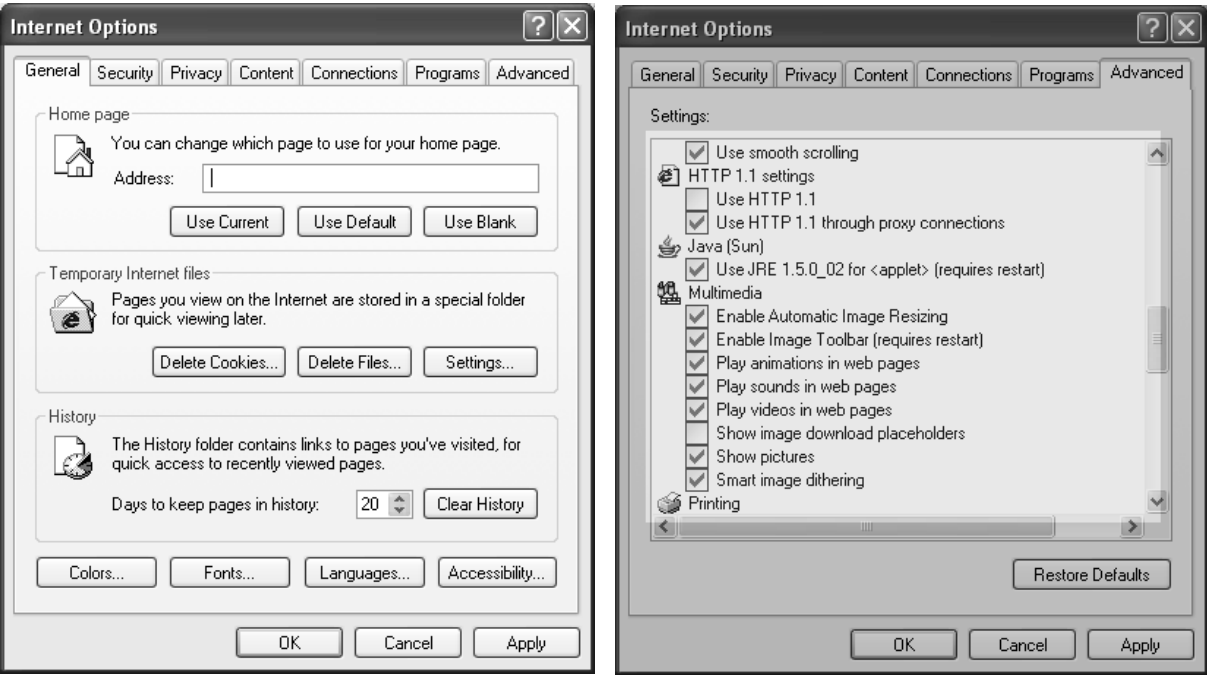 Internet Options
General Security Privacy Content Connections Programs Advanced
Home page
You can change which page to use for your home page.
Address:
Use Current Use Default Use Blank
Temporary Internet files
Pages you view on the Internet are stored in a special folder
for quick viewing later.
Delete Cookies... Delete Files... Settings...
History
The History folder contains links to pages you've visited, for
quick access to recently viewed pages.
Days to keep pages in history: 20 Clear History
Colors... Fonts... Languages... Accessibility...
OK Cancel Apply
Internet Options
General Security Privacy Content Connections Programs Advanced
Settings:
Use smooth scrolling
HTTP 1.1 settings
Use HTTP 1.1
Use HTTP 1.1 through proxy connections
Java (Sun)
Use JRE 1.5.0_02 for <applet> (requires restart)
Multimedia
Enable Automatic Image Resizing
Enable Image Toolbar (requires restart)
Play animations in web pages
Play sounds in web pages
Play videos in web pages
Show image download placeholders
Show pictures
Smart image dithering
Printing
Restore Defaults
OK Cancel Apply